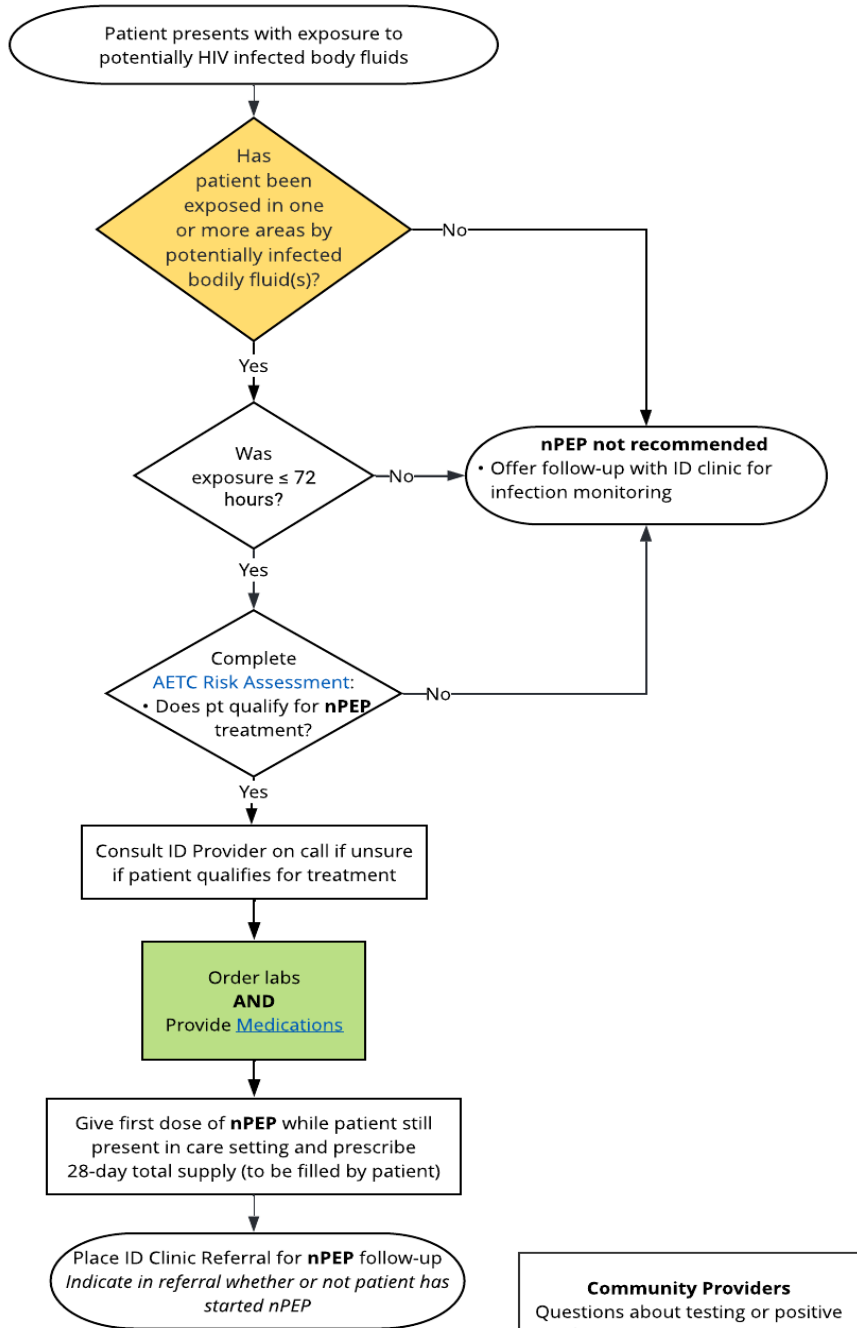 Patient presents with exposure to
potentially HIV infected body fluids
Has
patient been
exposed in one
or more areas by
potentially infected
bodily fluid(s)?
No
Yes
Was
exposure ≤ 72
hours?
No
nPEP not recommended
• Offer follow-up with ID clinic for
infection monitoring
Yes
Complete
AETC Risk Assessment:
• Does pt qualify for nPEP
treatment?
No
Yes
Consult ID Provider on call if unsure
if patient qualifies for treatment
Order labs
AND
Provide Medications
Give first dose of nPEP while patient still
present in care setting and prescribe
28-day total supply (to be filled by patient)
Place ID Clinic Referral for nPEP follow-up
Indicate in referral whether or not patient has
started nPEP
Community Providers
Questions about testing or positive